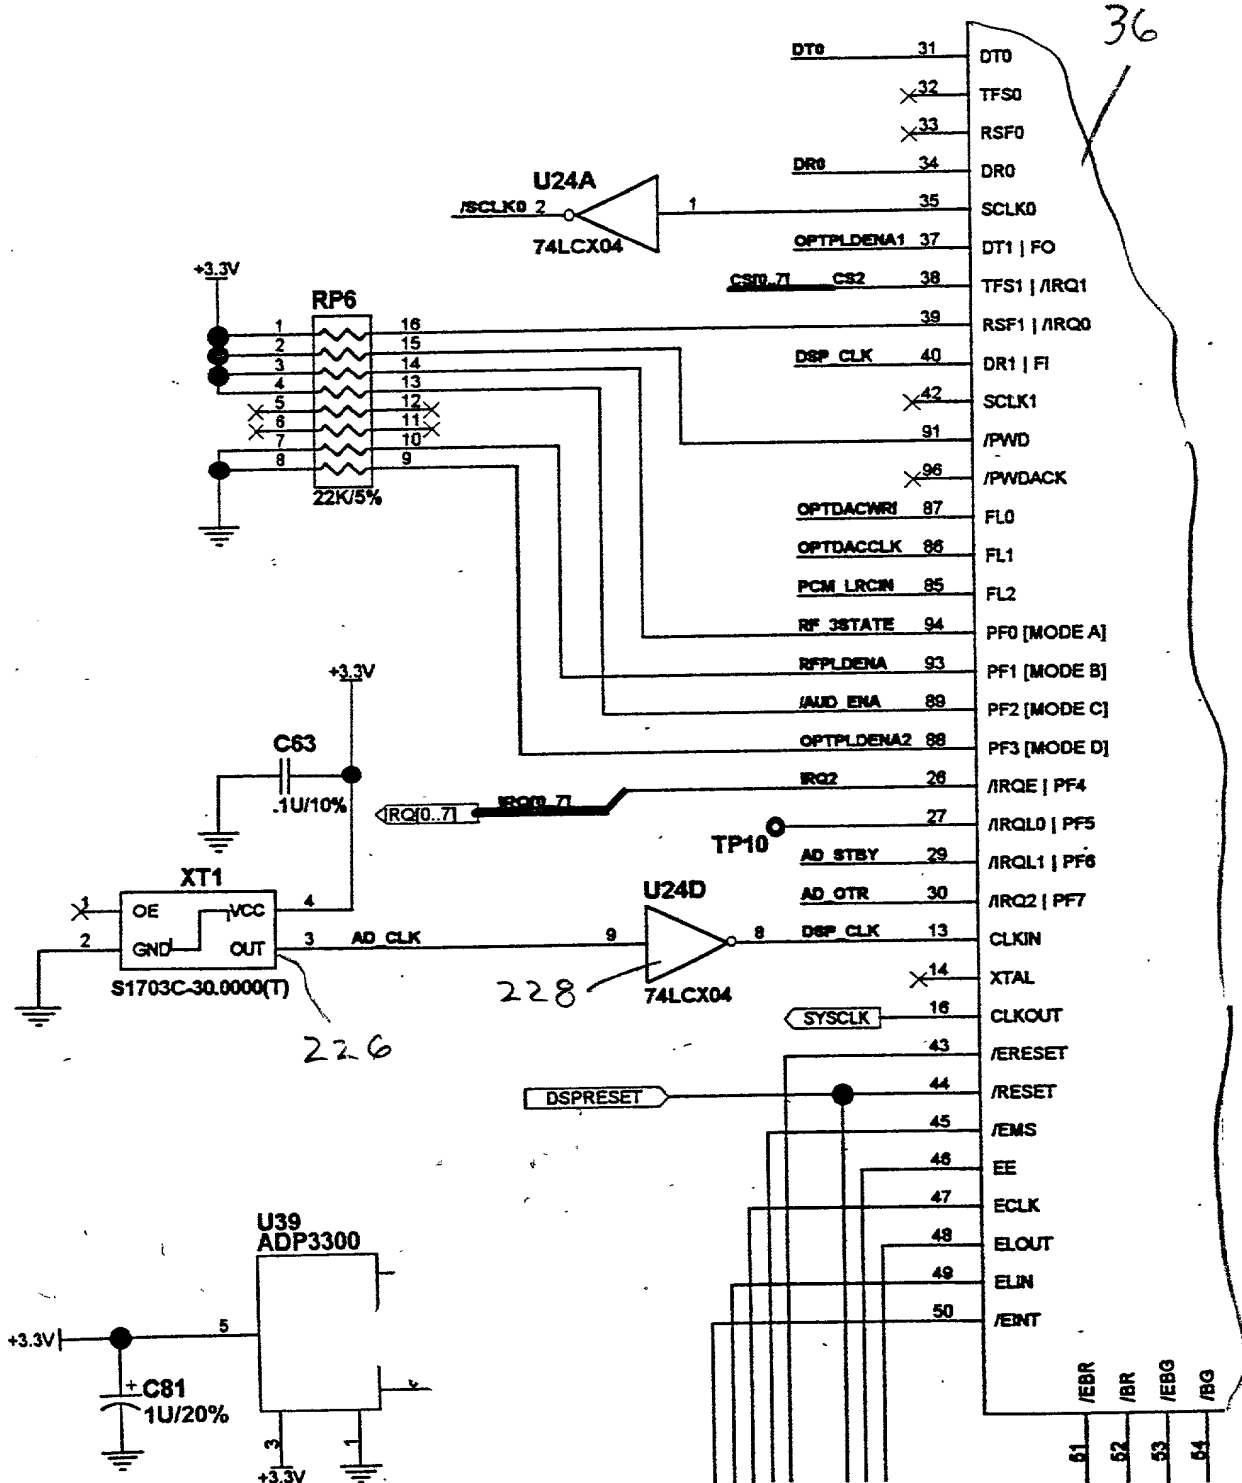 36
DT0 31 DT0
32 TFS0
33 RSF0
DR0 34 DR0
U24A
/SCLK0 2 1 35 SCLK0
74LCX04
OPTPLDENA1 37 DT1 | FO
CS[0..7] CS2 38 TFS1 | /IRQ1
+3.3V
RP6
1 16 39 RSF1 | /IRQ0
2 15
3 14 DSP_CLK 40 DR1 | FI
4 13
5 12 42 SCLK1
6 11
7 10 91 /PWD
8 9
22K/5%
96 /PWDACK
OPTDACWRI 87 FL0
OPTDACCLK 86 FL1
PCM_LRCIN 85 FL2
RF_3STATE 94 PF0 [MODE A]
RFPLDENA 93 PF1 [MODE B]
+3.3V
/AUD_ENA 89 PF2 [MODE C]
OPTPLDENA2 88 PF3 [MODE D]
C63
.1U/10%
IRQ2 26 /IRQE | PF4
IRQ[0..7] IRQ[0..7]
27 /IRQL0 | PF5
TP10
AD_STBY 29 /IRQL1 | PF6
XT1
U24D
AD_OTR 30 /IRQ2 | PF7
1 OE VCC 4
2 GND OUT 3 AD_CLK 9 8 DSP_CLK 13 CLKIN
S1703C-30.0000(T)
228
74LCX04
14 XTAL
226
SYSCLK 16 CLKOUT
43 /ERESET
DSPRESET 44 /RESET
45 /EMS
46 EE
47 ECLK
U39
ADP3300
48 ELOUT
49 ELIN
50 /EINT
+3.3V 5
+ C81
1U/20%
3 1
+3.3V
/EBR /BR /EBG /BG
51 52 53 54